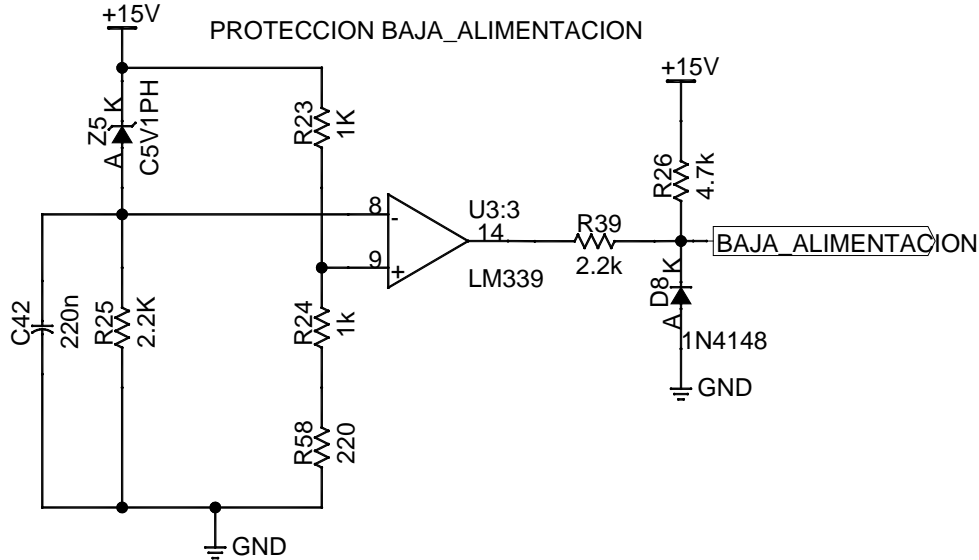 +15V
PROTECCION BAJA_ALIMENTACION
+15V
Z5
K
A
C5V1PH
R23
1K
R26
4.7k
8
-
U3:3
14
9
+
LM339
R39
2.2k
BAJA_ALIMENTACION
C42
220n
R25
2.2K
R24
1k
D8
K
A
1N4148
GND
R58
220
GND